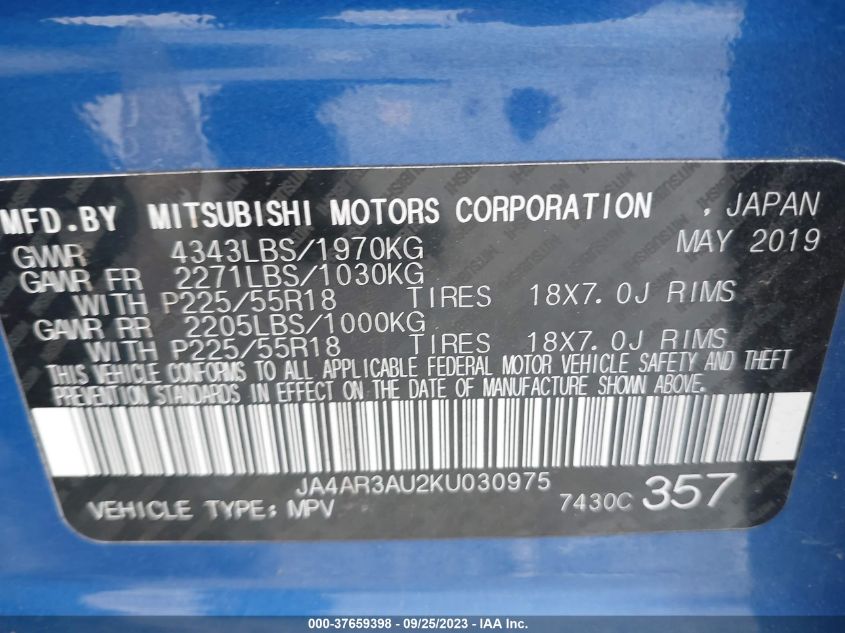 MFD.BY MITSUBISHI MOTORS CORPORATION , JAPAN
GVWR 4343LBS/1970KG MAY 2019
GAWR FR 2271LBS/1030KG
WITH P225/55R18 TIRES 18X7.0J RIMS
GAWR RR 2205LBS/1000KG
WITH P225/55R18 TIRES 18X7.0J RIMS
THIS VEHICLE CONFORMS TO ALL APPLICABLE FEDERAL MOTOR VEHICLE SAFETY AND THEFT
PREVENTION STANDARDS IN EFFECT ON THE DATE OF MANUFACTURE SHOWN ABOVE.
JA4AR3AU2KU030975
VEHICLE TYPE: MPV 7430C 357
000-37659398 - 09/25/2023 - IAA Inc.